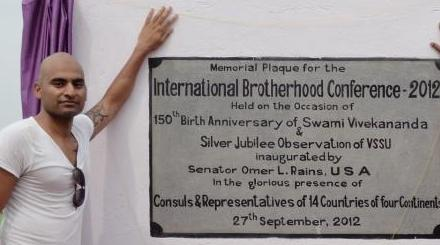 Memorial Plaque for the
International Brotherhood Conference - 2012
Held on the Occasion of
150th Birth Anniversary of Swami Vivekananda
&
Silver Jubilee Observation of VSSU
inaugurated by
Senator Omer L. Rains, U S A
In the glorious presence of
Consuls & Representatives of 14 Countries of four Continents
27th September, 2012